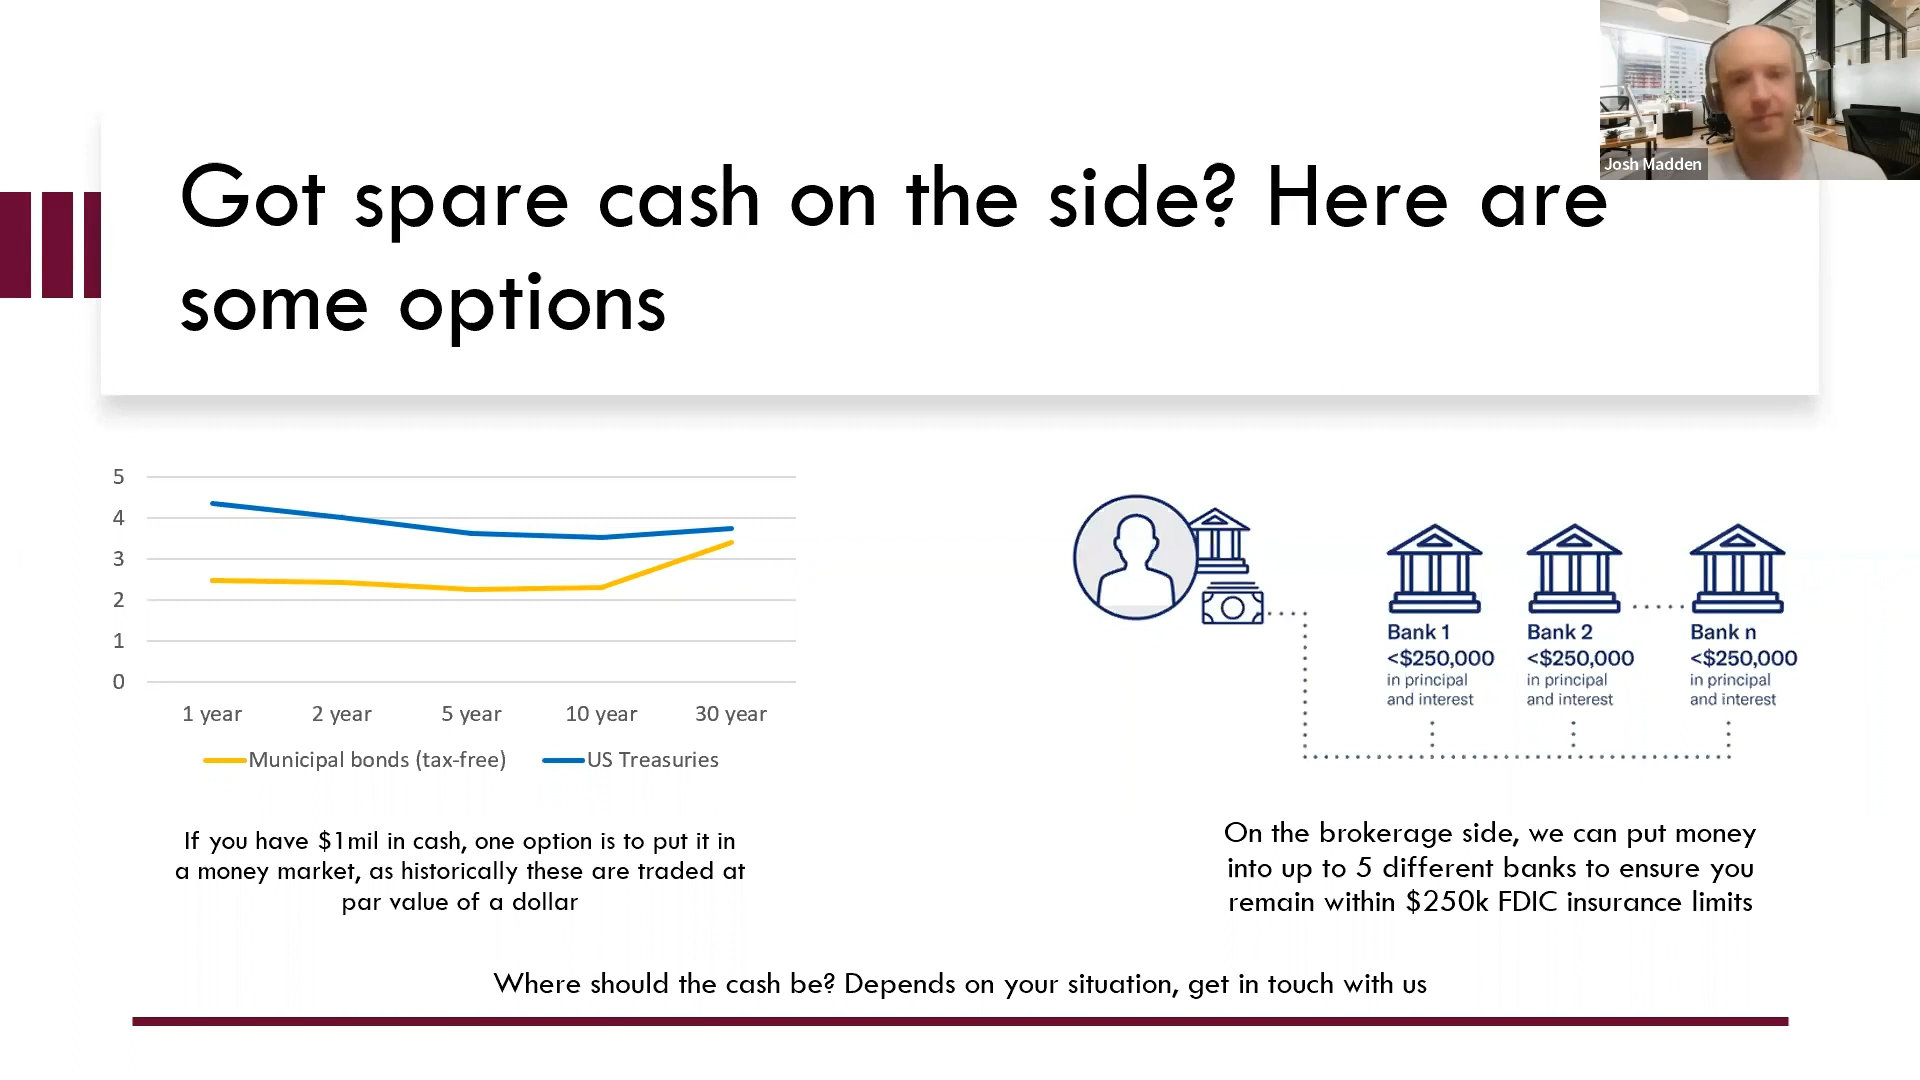 Josh Madden
Got spare cash on the side? Here are
some options
5
4
3
2
1
0
1 year 2 year 5 year 10 year 30 year
Municipal bonds (tax-free) US Treasuries
Bank 1
<$250,000
in principal
and interest
Bank 2
<$250,000
in principal
and interest
Bank n
<$250,000
in principal
and interest
If you have $1mil in cash, one option is to put it in
a money market, as historically these are traded at
par value of a dollar
On the brokerage side, we can put money
into up to 5 different banks to ensure you
remain within $250k FDIC insurance limits
Where should the cash be? Depends on your situation, get in touch with us